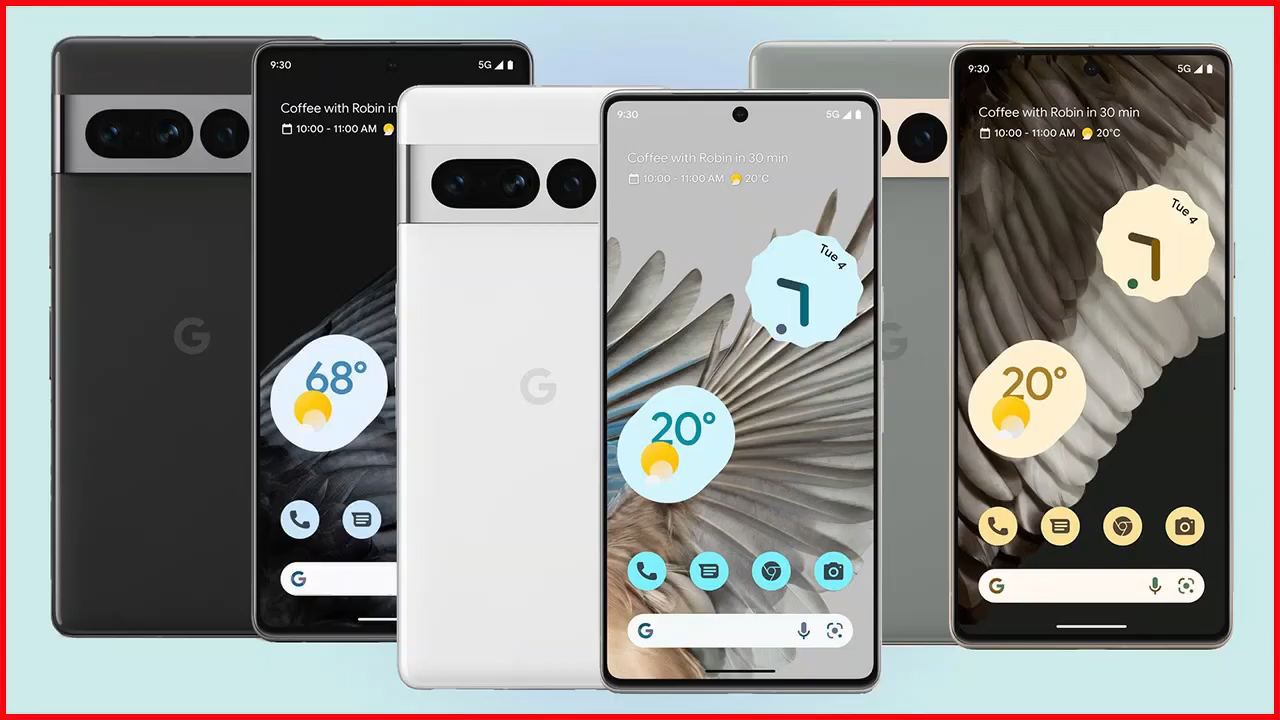 9:30
5G
Coffee with Robin in
10:00 - 11:00 AM
68°
G
G
9:30
5G
Coffee with Robin in 30 min
10:00 - 11:00 AM 20°C
Tue 4
20°
G
G
9:30
5G
Coffee with Robin in 30 min
10:00 - 11:00 AM 20°C
Tue 4
20°
G
G